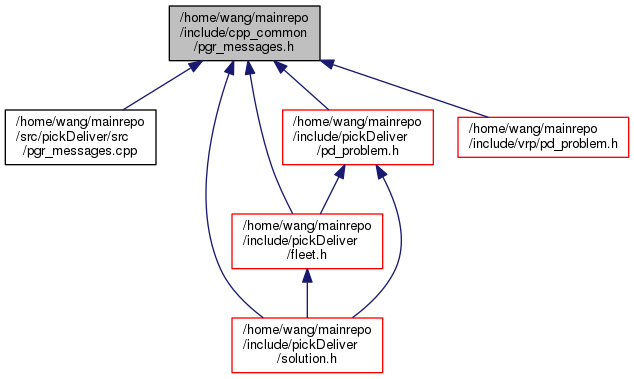 /home/wang/mainrepo
/include/cpp_common
/pgr_messages.h
/home/wang/mainrepo
/src/pickDeliver/src
/pgr_messages.cpp
/home/wang/mainrepo
/include/pickDeliver
/pd_problem.h
/home/wang/mainrepo
/include/vrp/pd_problem.h
/home/wang/mainrepo
/include/pickDeliver
/fleet.h
/home/wang/mainrepo
/include/pickDeliver
/solution.h